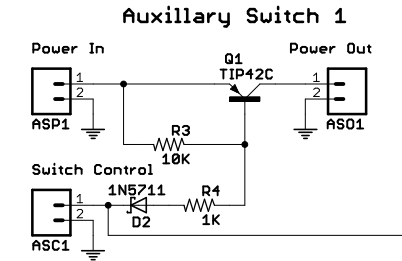 Auxillary Switch 1
Power In
Q1
Power Out
TIP42C
1
2
1
2
ASP1
R3
10K
ASO1
Switch Control
1
2
1N5711
R4
D2
1K
ASC1